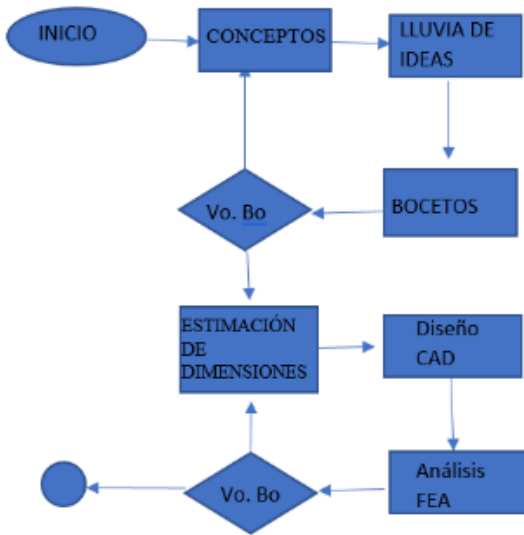 INICIO
CONCEPTOS
LLUVIA DE
IDEAS
Vo. Bo
BOCETOS
ESTIMACIÓN
DE
DIMENSIONES
Diseño
CAD
Vo. Bo
Análisis
FEA